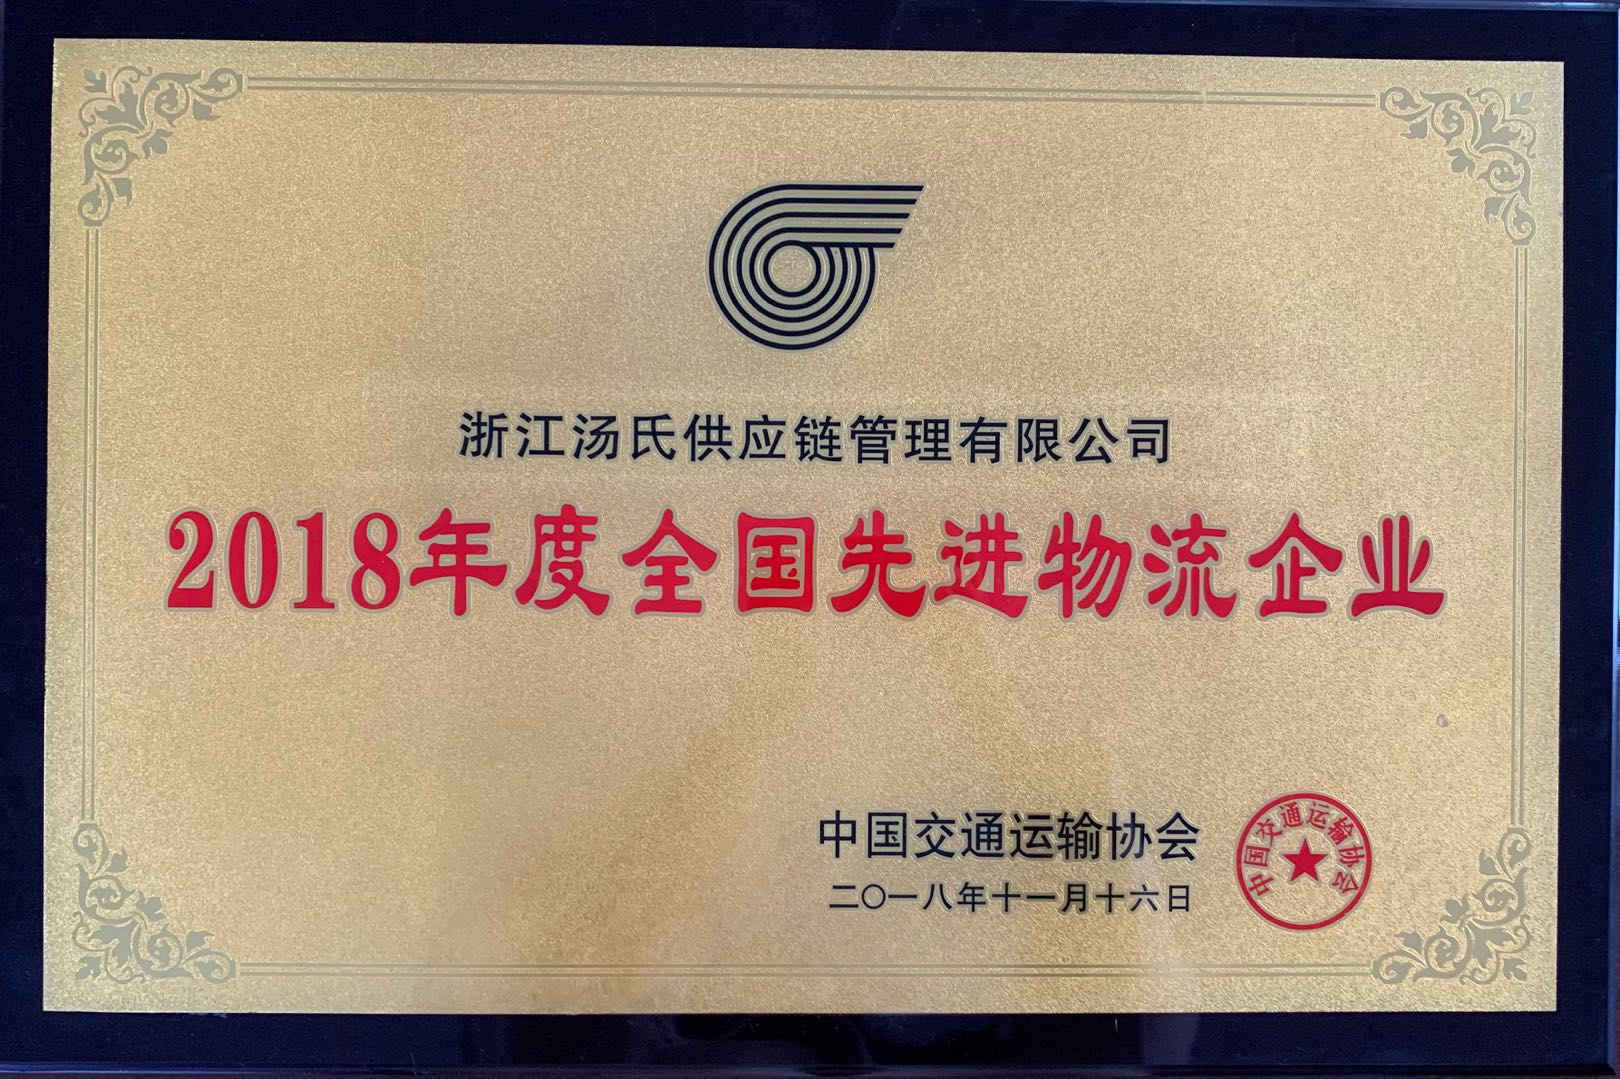 浙江汤氏供应链管理有限公司
2018年度全国先进物流企业
中国交通运输协会
二〇一八年十一月十六日
中国交通运输协会